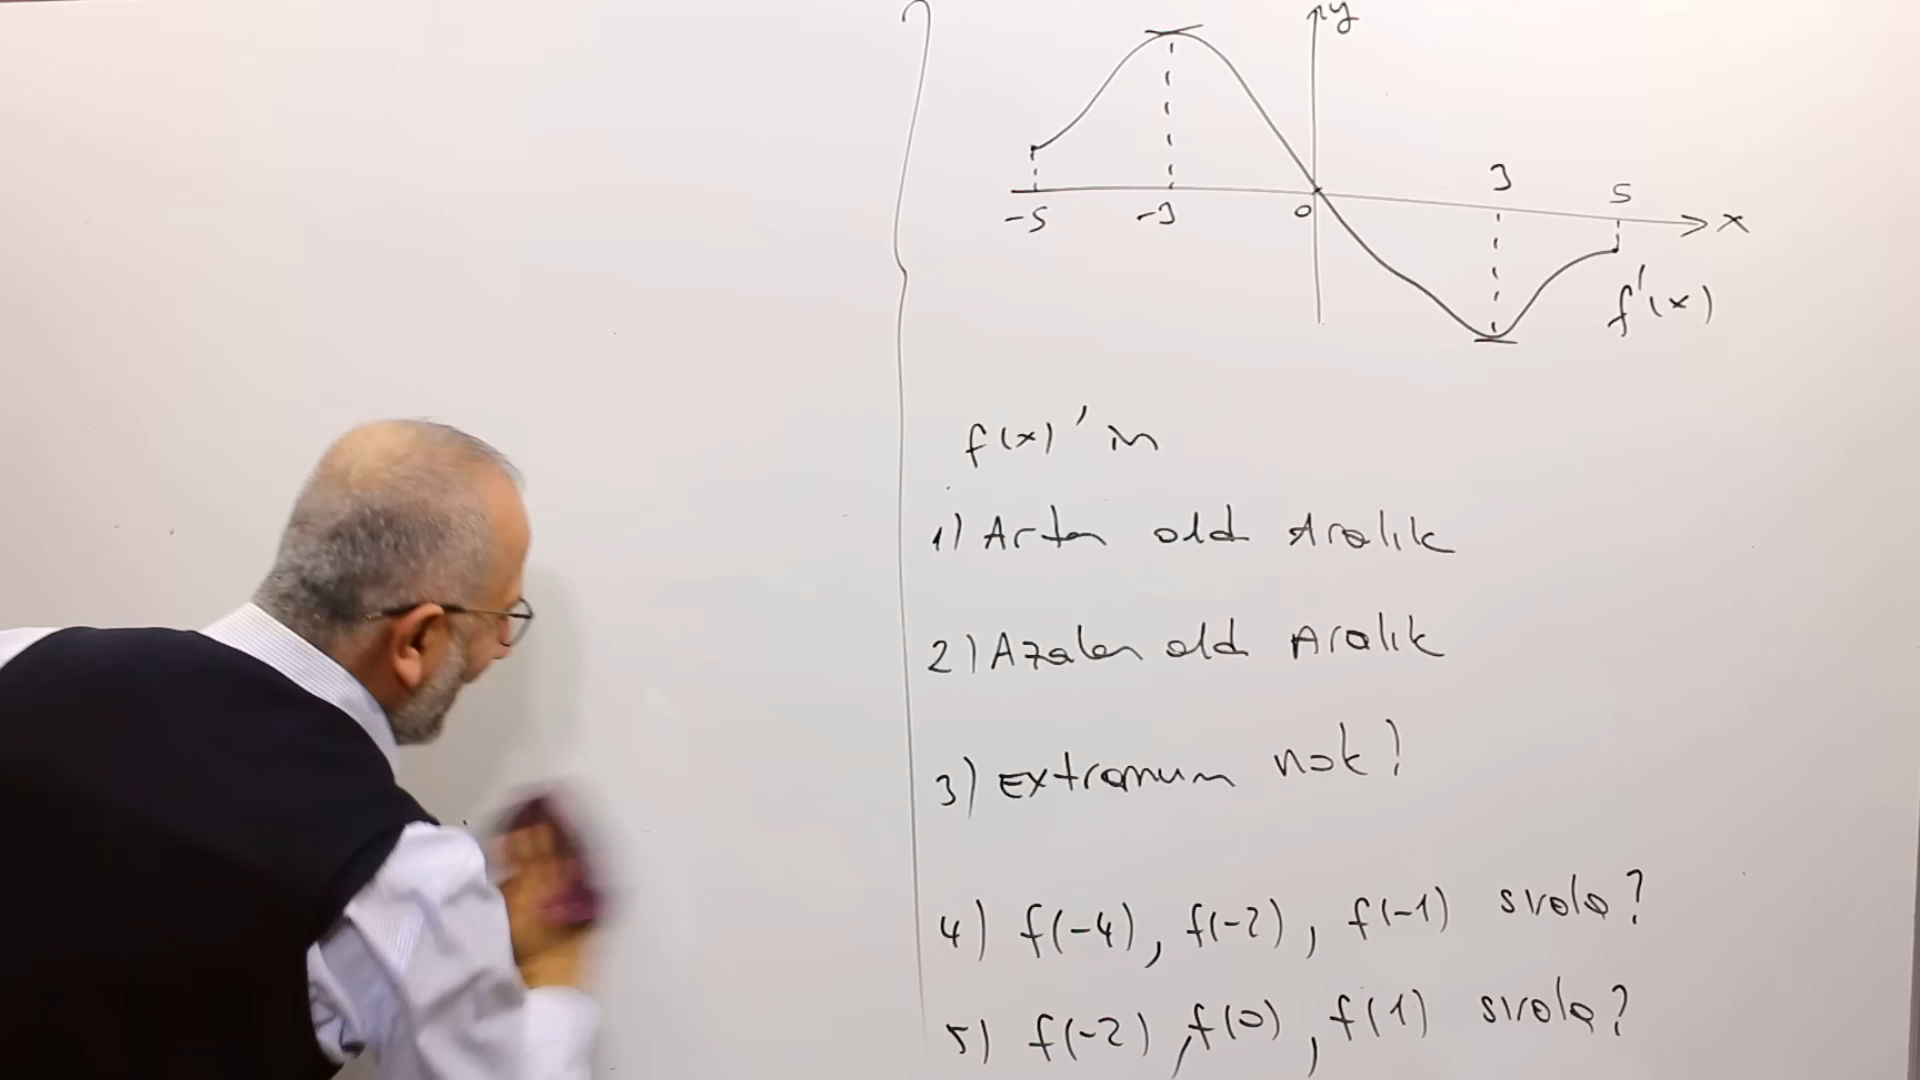 y
3 5
-5 -3 0 x
f'(x)
f(x)'in
1) Artan old Aralık
2) Azalan old Aralık
3) Extremum nok?
4) f(-4), f(-2), f(-1) sırala?
5) f(-2), f(0), f(1) sırala?